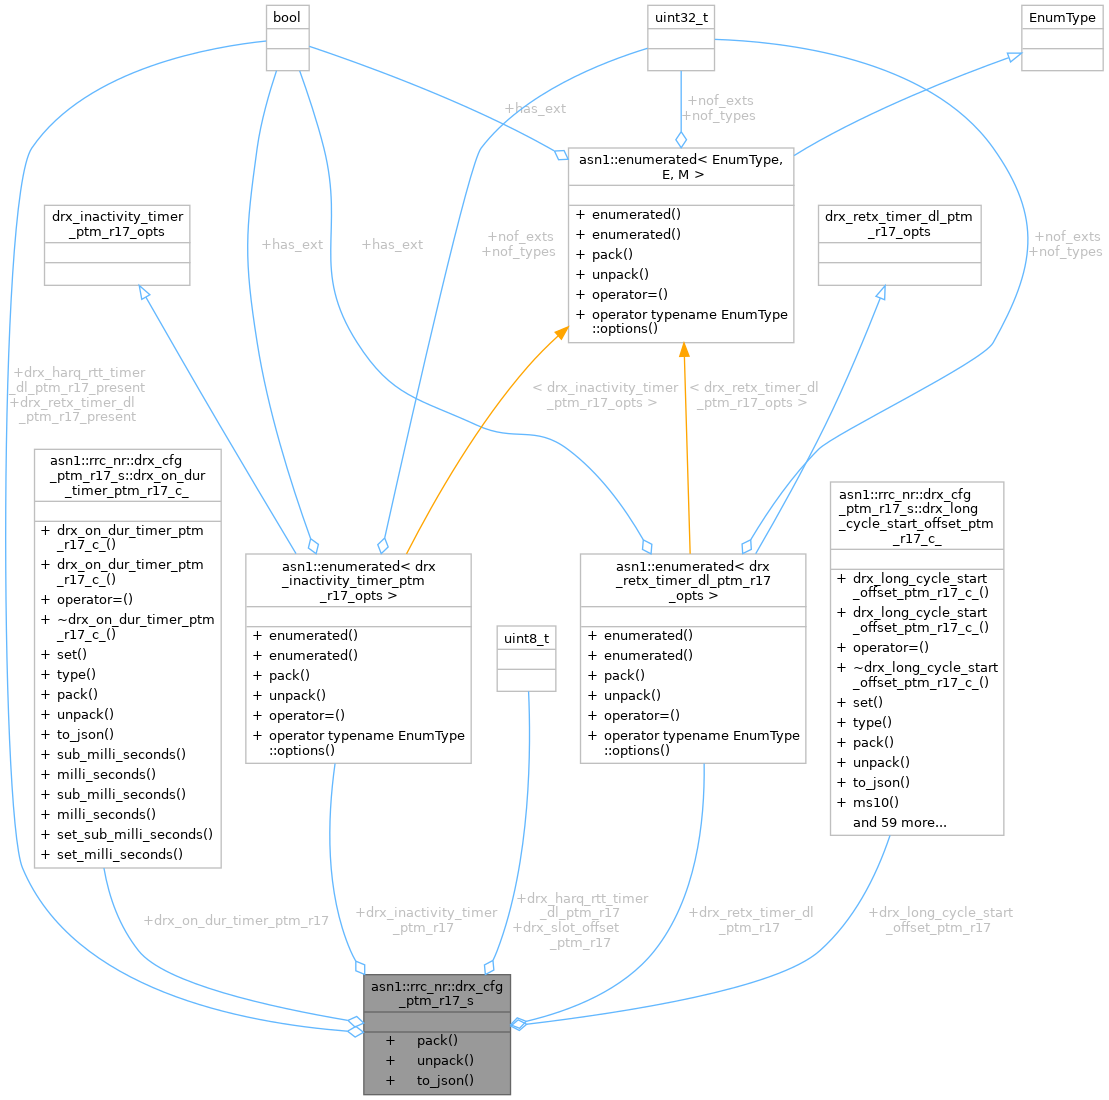 bool
uint32_t
EnumType
+has_ext
+nof_exts
+nof_types
asn1::enumerated< EnumType,
E, M >
+ enumerated()
+ enumerated()
+ pack()
+ unpack()
+ operator=()
+ operator typename EnumType
::options()
drx_inactivity_timer
_ptm_r17_opts
drx_retx_timer_dl_ptm
_r17_opts
+has_ext
+has_ext
+nof_exts
+nof_types
+nof_exts
+nof_types
+drx_harq_rtt_timer
_dl_ptm_r17_present
+drx_retx_timer_dl
_ptm_r17_present
< drx_inactivity_timer
_ptm_r17_opts >
< drx_retx_timer_dl
_ptm_r17_opts >
asn1::rrc_nr::drx_cfg
_ptm_r17_s::drx_on_dur
_timer_ptm_r17_c_
+ drx_on_dur_timer_ptm
_r17_c_()
+ drx_on_dur_timer_ptm
_r17_c_()
+ operator=()
+ ~drx_on_dur_timer_ptm
_r17_c_()
+ set()
+ type()
+ pack()
+ unpack()
+ to_json()
+ sub_milli_seconds()
+ milli_seconds()
+ sub_milli_seconds()
+ milli_seconds()
+ set_sub_milli_seconds()
+ set_milli_seconds()
asn1::enumerated< drx
_inactivity_timer_ptm
_r17_opts >
+ enumerated()
+ enumerated()
+ pack()
+ unpack()
+ operator=()
+ operator typename EnumType
::options()
uint8_t
asn1::enumerated< drx
_retx_timer_dl_ptm_r17
_opts >
+ enumerated()
+ enumerated()
+ pack()
+ unpack()
+ operator=()
+ operator typename EnumType
::options()
asn1::rrc_nr::drx_cfg
_ptm_r17_s::drx_long
_cycle_start_offset_ptm
_r17_c_
+ drx_long_cycle_start
_offset_ptm_r17_c_()
+ drx_long_cycle_start
_offset_ptm_r17_c_()
+ operator=()
+ ~drx_long_cycle_start
_offset_ptm_r17_c_()
+ set()
+ type()
+ pack()
+ unpack()
+ to_json()
+ ms10()
and 59 more...
+drx_on_dur_timer_ptm_r17
+drx_inactivity_timer
_ptm_r17
+drx_harq_rtt_timer
_dl_ptm_r17
+drx_slot_offset
_ptm_r17
+drx_retx_timer_dl
_ptm_r17
+drx_long_cycle_start
_offset_ptm_r17
asn1::rrc_nr::drx_cfg
_ptm_r17_s
+ pack()
+ unpack()
+ to_json()